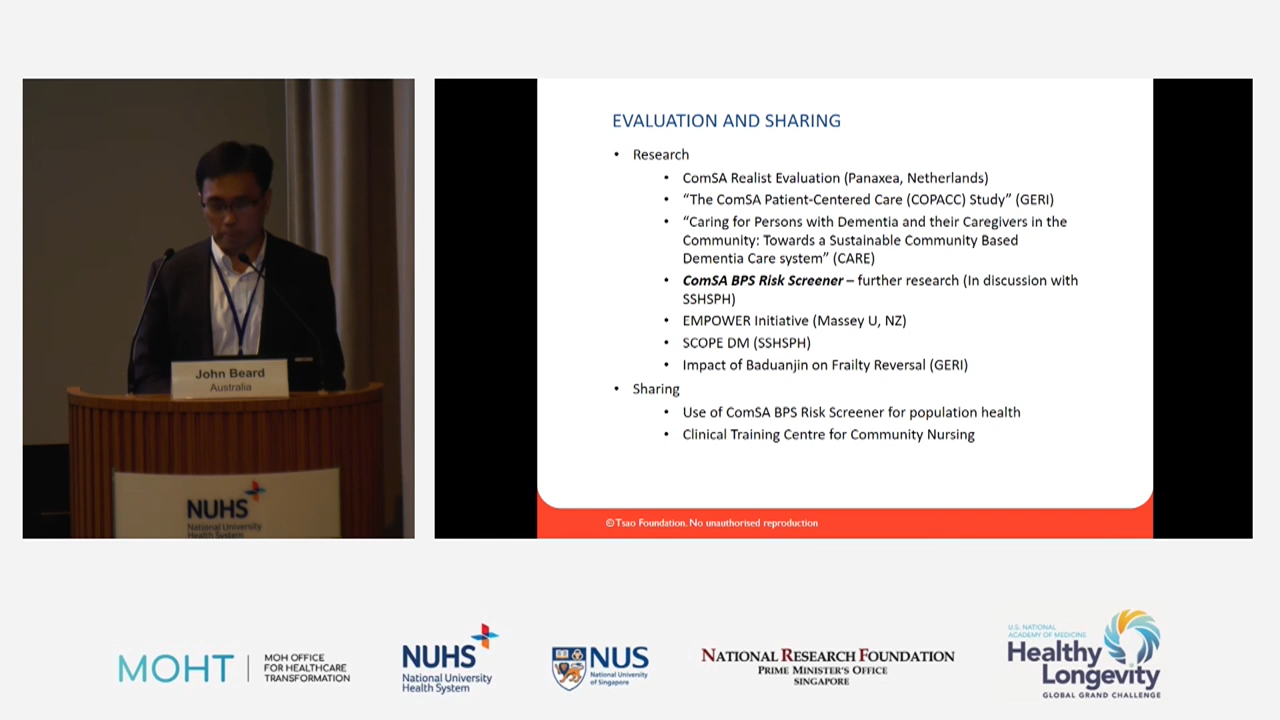 John Beard
Australia
NUHS
National University
Health System
EVALUATION AND SHARING
• Research
• ComSA Realist Evaluation (Panaxea, Netherlands)
• “The ComSA Patient-Centered Care (COPACC) Study” (GERI)
• “Caring for Persons with Dementia and their Caregivers in the
Community: Towards a Sustainable Community Based
Dementia Care system” (CARE)
• ComSA BPS Risk Screener – further research (In discussion with
SSHSPH)
• EMPOWER Initiative (Massey U, NZ)
• SCOPE DM (SSHSPH)
• Impact of Baduanjin on Frailty Reversal (GERI)
• Sharing
• Use of ComSA BPS Risk Screener for population health
• Clinical Training Centre for Community Nursing
© Tsao Foundation. No unauthorised reproduction
MOHT
MOH OFFICE
FOR HEALTHCARE
TRANSFORMATION
NUHS
National University
Health System
NUS
National University
of Singapore
NATIONAL RESEARCH FOUNDATION
PRIME MINISTER'S OFFICE
SINGAPORE
U.S. NATIONAL
ACADEMY OF MEDICINE
Healthy
Longevity
GLOBAL GRAND CHALLENGE